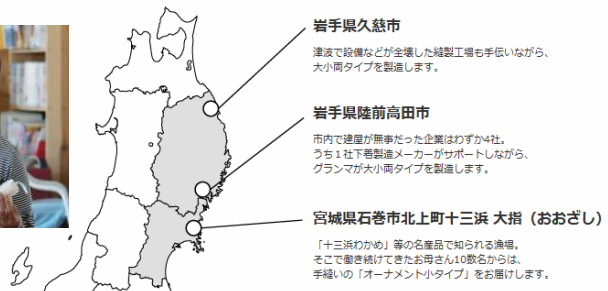 岩手県久慈市
津波で設備などが全壊した縫製工場も手伝いながら、
大小両タイプを製造します。
岩手県陸前高田市
市内で建屋が無事だった企業はわずか4社。
うち１社下着製造メーカーがサポートしながら、
グランマが大小両タイプを製造します。
宮城県石巻市北上町十三浜 大指（おおざし）
「十三浜わかめ」等の名産品で知られる漁場。
そこで働き続けてきたお母さん10数名からは、
手縫いの「オーナメント小タイプ」をお届けします。